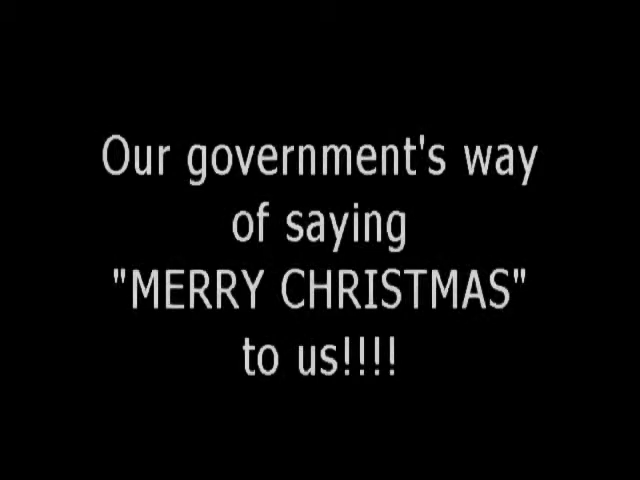 Our government's way
of saying
"MERRY CHRISTMAS"
to us!!!!